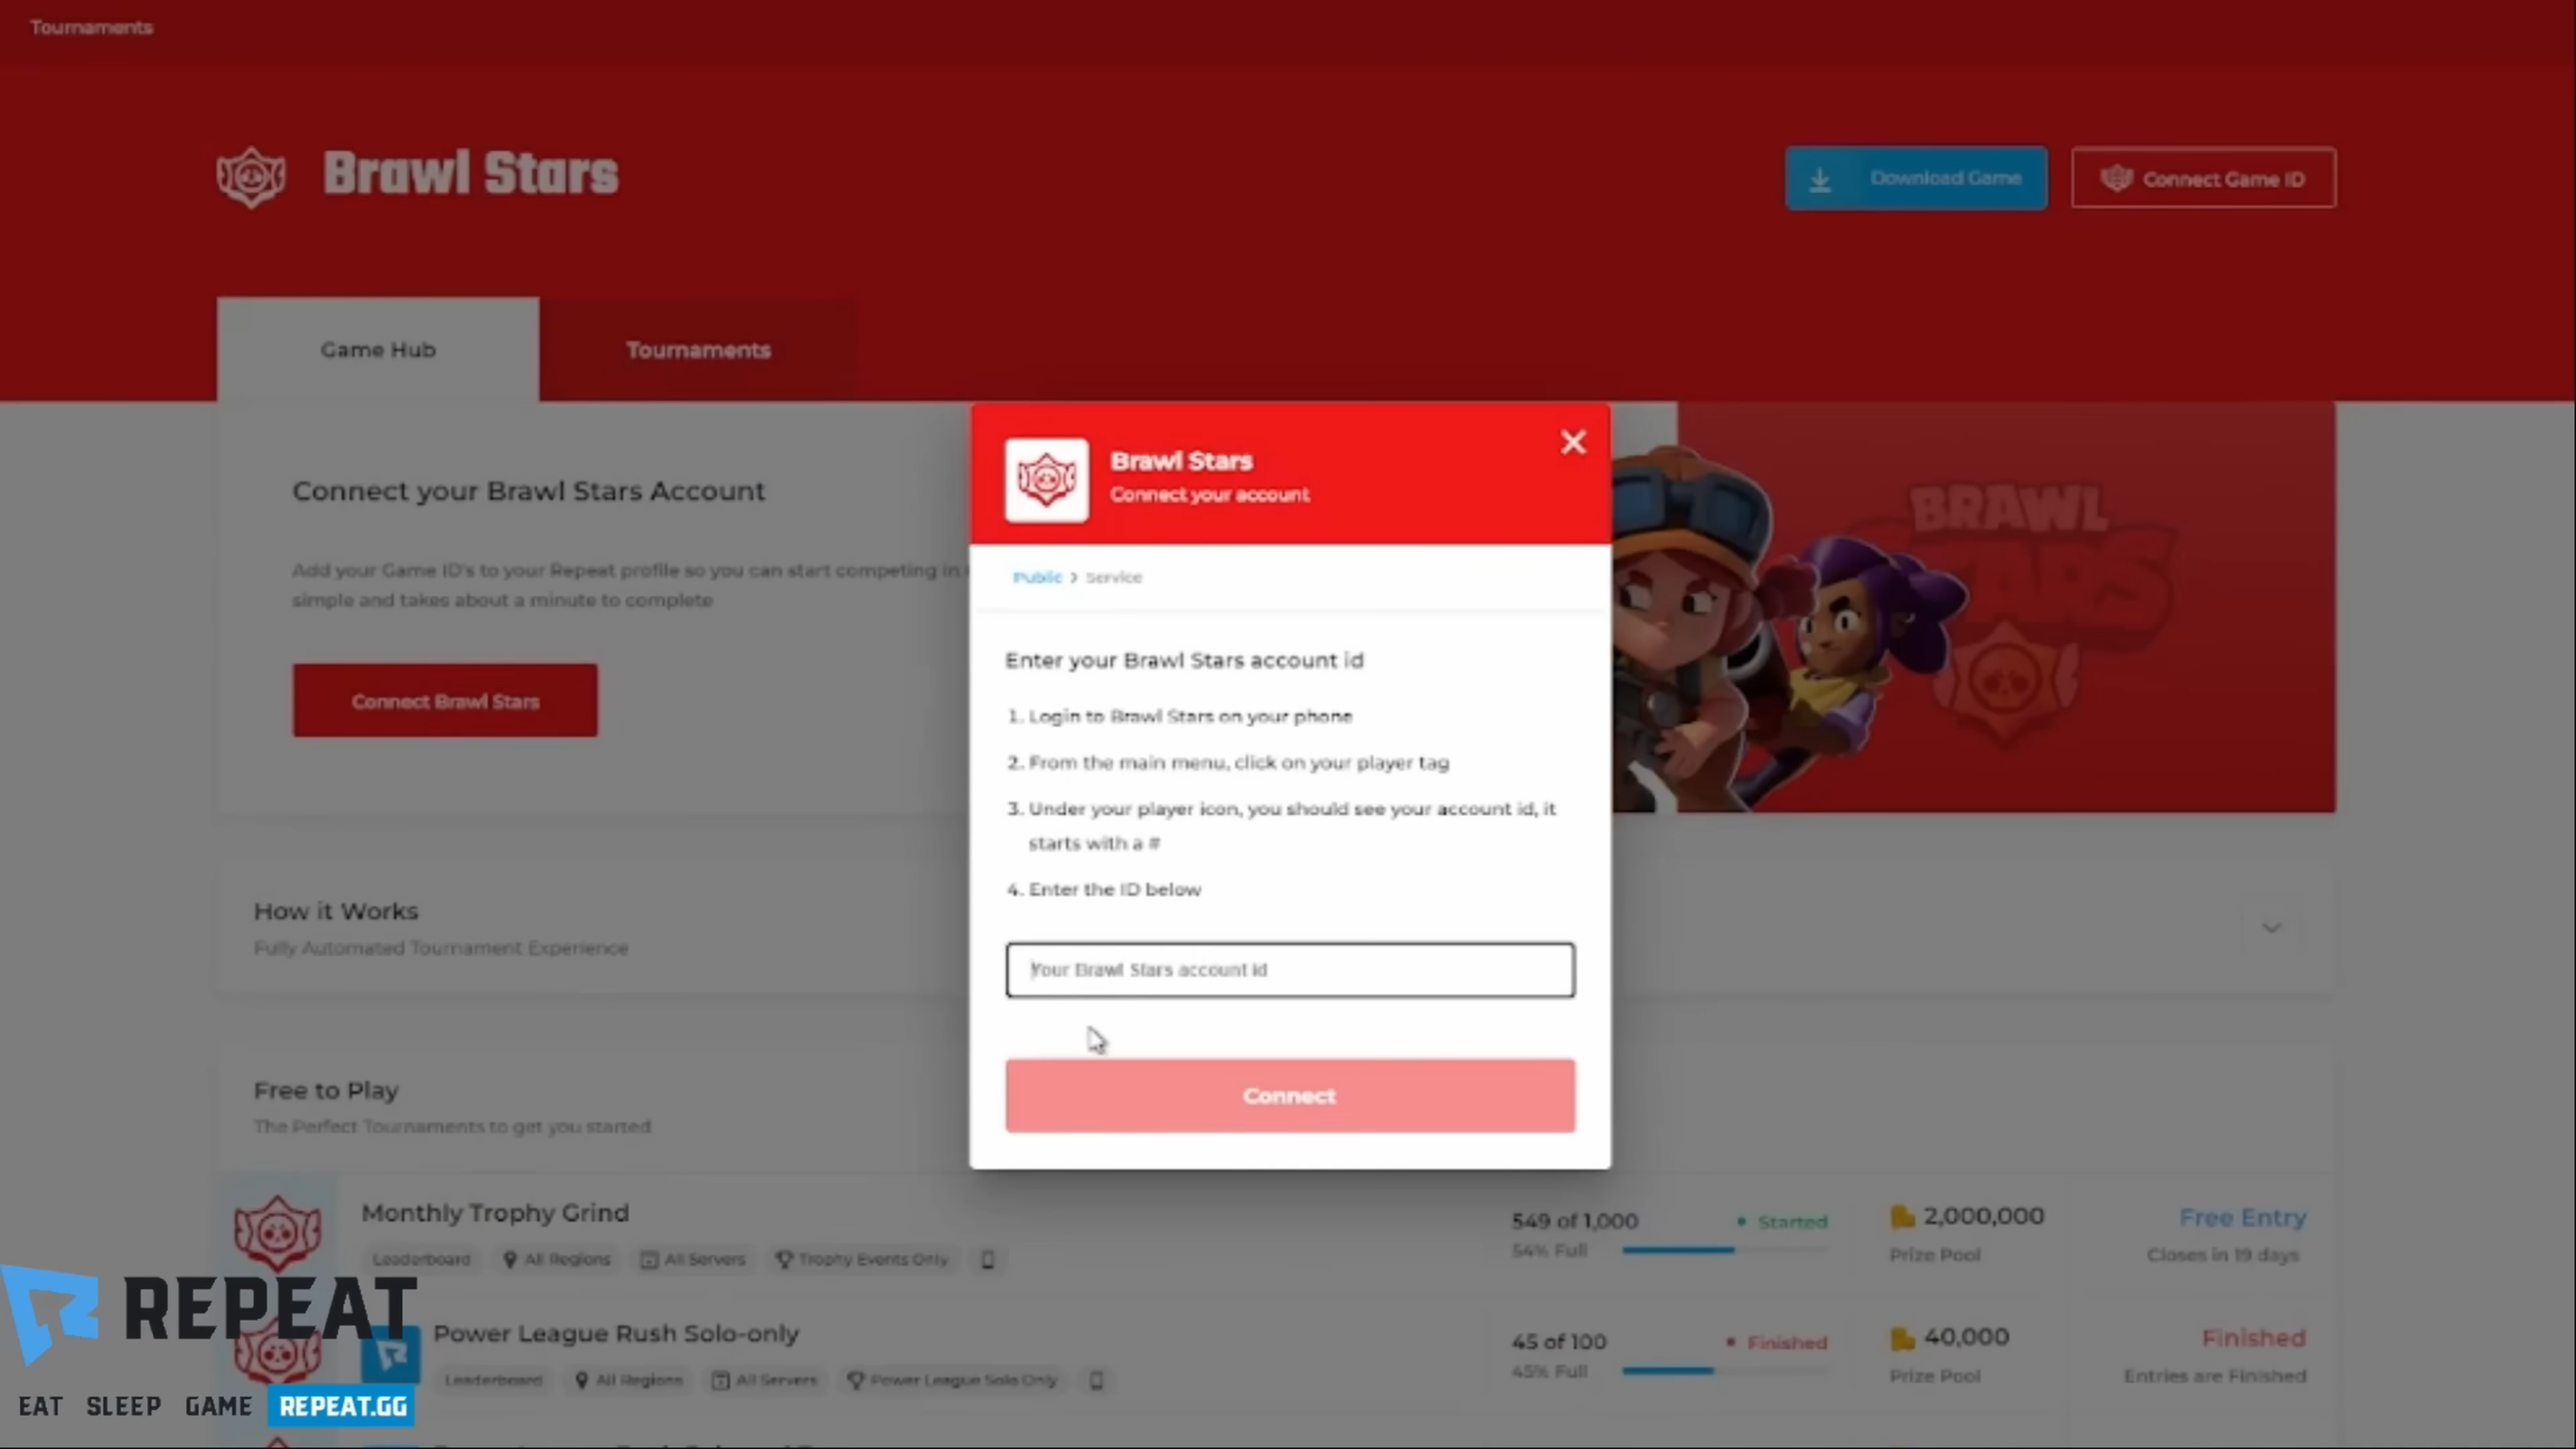 Tournaments
Brawl Stars
Download Game
Connect Game ID
Game Hub
Tournaments
Connect your Brawl Stars Account
Add your Game ID's to your Repeat profile so you can start competing in
simple and takes about a minute to complete
Connect Brawl Stars
BRAWL
STARS
Brawl Stars
Connect your account
Public > Service
Enter your Brawl Stars account id
1. Login to Brawl Stars on your phone
2. From the main menu, click on your player tag
3. Under your player icon, you should see your account id, it
starts with a #
4. Enter the ID below
Your Brawl Stars account id
Connect
How it Works
Fully Automated Tournament Experience
Free to Play
The Perfect Tournaments to get you started
Monthly Trophy Grind
Leaderboard All Regions All Servers Trophy Events Only
549 of 1,000 • Started
54% Full
2,000,000
Prize Pool
Free Entry
Closes in 19 days
Power League Rush Solo-only
Leaderboard All Regions All Servers Power League Solo Only
45 of 100 • Finished
45% Full
40,000
Prize Pool
Finished
Entries are Finished
REPEAT
EAT SLEEP GAME REPEAT.GG